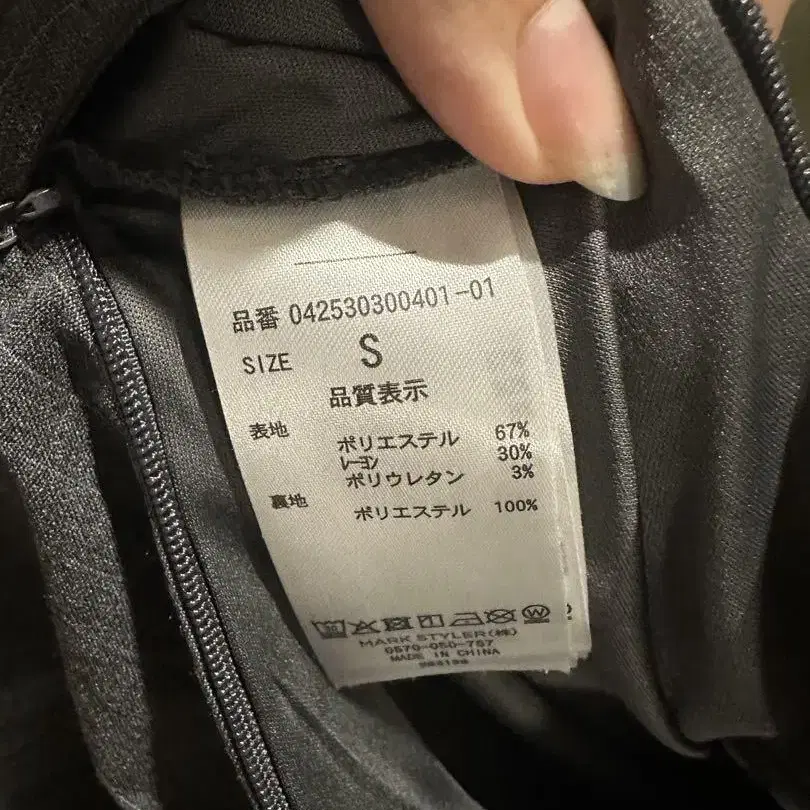 品番 042530300401-01
SIZE S
品質表示
表地 ポリエステル 67%
ﾚｰﾖﾝ 30%
ポリウレタン 3%
裏地 ポリエステル 100%
W
MARK STYLER(株)
0570-050-757
MADE IN CHINA